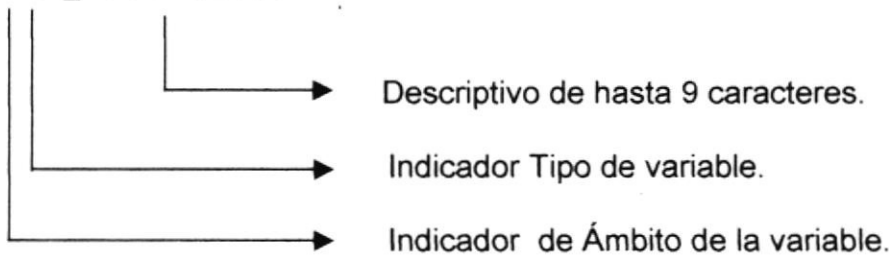 Descriptivo de hasta 9 caracteres.
Indicador Tipo de variable.
Indicador de Ámbito de la variable.